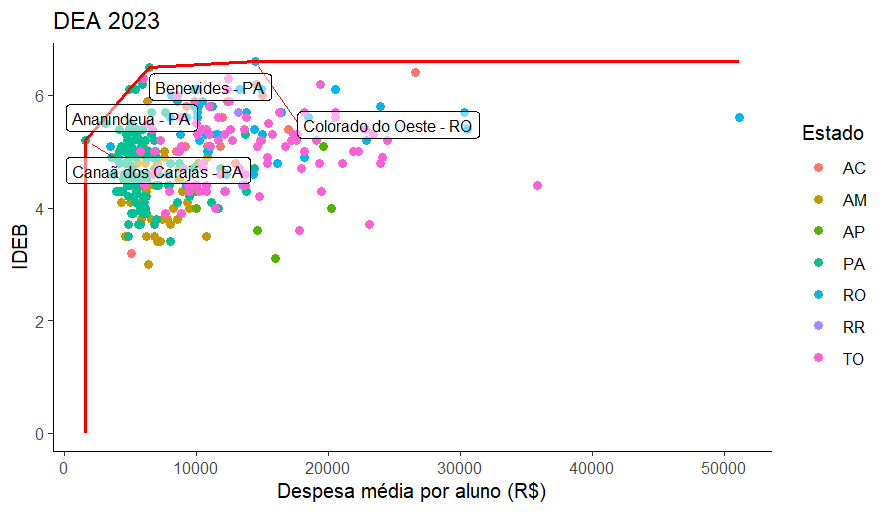 DEA 2023
IDEB
6
4
2
0
Benevides - PA
Ananindeua - PA
Colorado do Oeste - RO
Canaã dos Carajás - PA
0 10000 20000 30000 40000 50000
Despesa média por aluno (R$)
Estado
AC
AM
AP
PA
RO
RR
TO